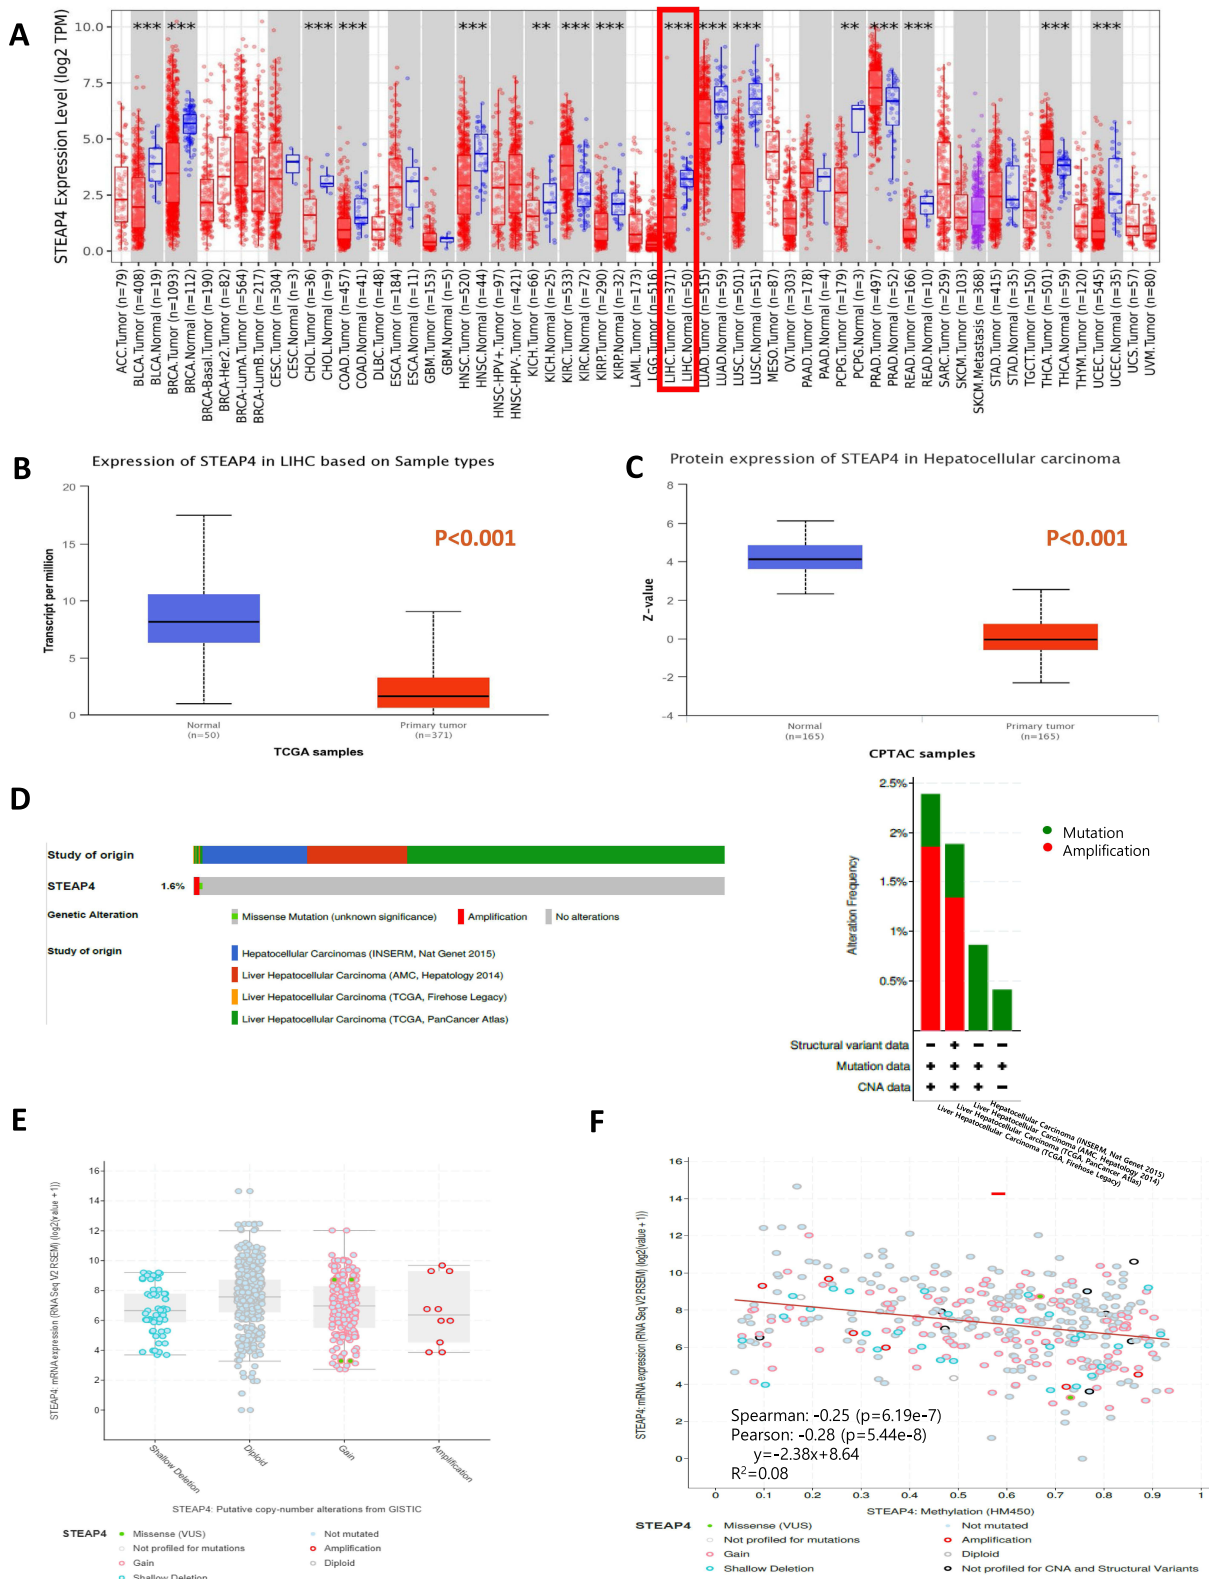 A
STEAP4 Expression Level (log2 TPM)
10.0
7.5
5.0
2.5
0.0
*** *** *** *** *** ** *** *** *** *** *** ** *** *** *** ***
ACC.Tumor (n=79)
BLCA.Tumor (n=408)
BLCA.Normal (n=19)
BRCA.Tumor (n=1093)
BRCA.Normal (n=112)
BRCA-Basal.Tumor (n=190)
BRCA-Her2.Tumor (n=82)
BRCA-LumA.Tumor (n=564)
BRCA-LumB.Tumor (n=217)
CESC.Tumor (n=304)
CESC.Normal (n=3)
CHOL.Tumor (n=36)
CHOL.Normal (n=9)
COAD.Tumor (n=457)
COAD.Normal (n=41)
DLBC.Tumor (n=48)
ESCA.Tumor (n=184)
ESCA.Normal (n=11)
GBM.Tumor (n=153)
GBM.Normal (n=5)
HNSC.Tumor (n=520)
HNSC.Normal (n=44)
HNSC-HPV+.Tumor (n=97)
HNSC-HPV-.Tumor (n=421)
KICH.Tumor (n=66)
KICH.Normal (n=25)
KIRC.Tumor (n=533)
KIRC.Normal (n=72)
KIRP.Tumor (n=290)
KIRP.Normal (n=32)
LAML.Tumor (n=173)
LGG.Tumor (n=516)
LIHC.Tumor (n=371)
LIHC.Normal (n=50)
LUAD.Tumor (n=515)
LUAD.Normal (n=59)
LUSC.Tumor (n=501)
LUSC.Normal (n=51)
MESO.Tumor (n=87)
OV.Tumor (n=303)
PAAD.Tumor (n=178)
PAAD.Normal (n=4)
PCPG.Tumor (n=179)
PCPG.Normal (n=3)
PRAD.Tumor (n=497)
PRAD.Normal (n=52)
READ.Tumor (n=166)
READ.Normal (n=10)
SARC.Tumor (n=259)
SKCM.Tumor (n=103)
SKCM.Metastasis (n=368)
STAD.Tumor (n=415)
STAD.Normal (n=35)
TGCT.Tumor (n=150)
THCA.Tumor (n=501)
THCA.Normal (n=59)
THYM.Tumor (n=120)
UCEC.Tumor (n=545)
UCEC.Normal (n=35)
UCS.Tumor (n=57)
UVM.Tumor (n=80)
B
Expression of STEAP4 in LIHC based on Sample types
Transcript per million
20
15
10
5
0
P<0.001
Normal
(n=50)
Primary tumor
(n=371)
TCGA samples
C
Protein expression of STEAP4 in Hepatocellular carcinoma
Z-value
8
6
4
2
0
-2
-4
P<0.001
Normal
(n=165)
Primary tumor
(n=165)
CPTAC samples
D
Study of origin
STEAP4 1.6%
Genetic Alteration
Missense Mutation (unknown significance) Amplification No alterations
Study of origin
Hepatocellular Carcinomas (INSERM, Nat Genet 2015)
Liver Hepatocellular Carcinoma (AMC, Hepatology 2014)
Liver Hepatocellular Carcinoma (TCGA, Firehose Legacy)
Liver Hepatocellular Carcinoma (TCGA, PanCancer Atlas)
Alteration Frequency
2.5%
2%
1.5%
1%
0.5%
Mutation
Amplification
Structural variant data - + - -
Mutation data + + + +
CNA data + + + -
Hepatocellular Carcinoma (INSERM, Nat Genet 2015)
Liver Hepatocellular Carcinoma (AMC, Hepatology 2014)
Liver Hepatocellular Carcinoma (TCGA, PanCancer Atlas)
Liver Hepatocellular Carcinoma (TCGA, Firehose Legacy)
E
STEAP4: mRNA expression (RNA Seq V2 RSEM) (log2(value + 1))
16
14
12
10
8
6
4
2
0
Shallow Deletion
Diploid
Gain
Amplification
STEAP4: Putative copy-number alterations from GISTIC
STEAP4
Missense (VUS) Not mutated
Not profiled for mutations Amplification
Gain Diploid
Shallow Deletion
F
STEAP4: mRNA expression (RNA Seq V2 RSEM) (log2(value + 1))
16
14
12
10
8
6
4
2
0
Spearman: -0.25 (p=6.19e-7)
Pearson: -0.28 (p=5.44e-8)
y=-2.38x+8.64
R²=0.08
0 0.1 0.2 0.3 0.4 0.5 0.6 0.7 0.8 0.9 1
STEAP4: Methylation (HM450)
STEAP4
Missense (VUS) Not mutated
Not profiled for mutations Amplification
Gain Diploid
Shallow Deletion Not profiled for CNA and Structural Variants